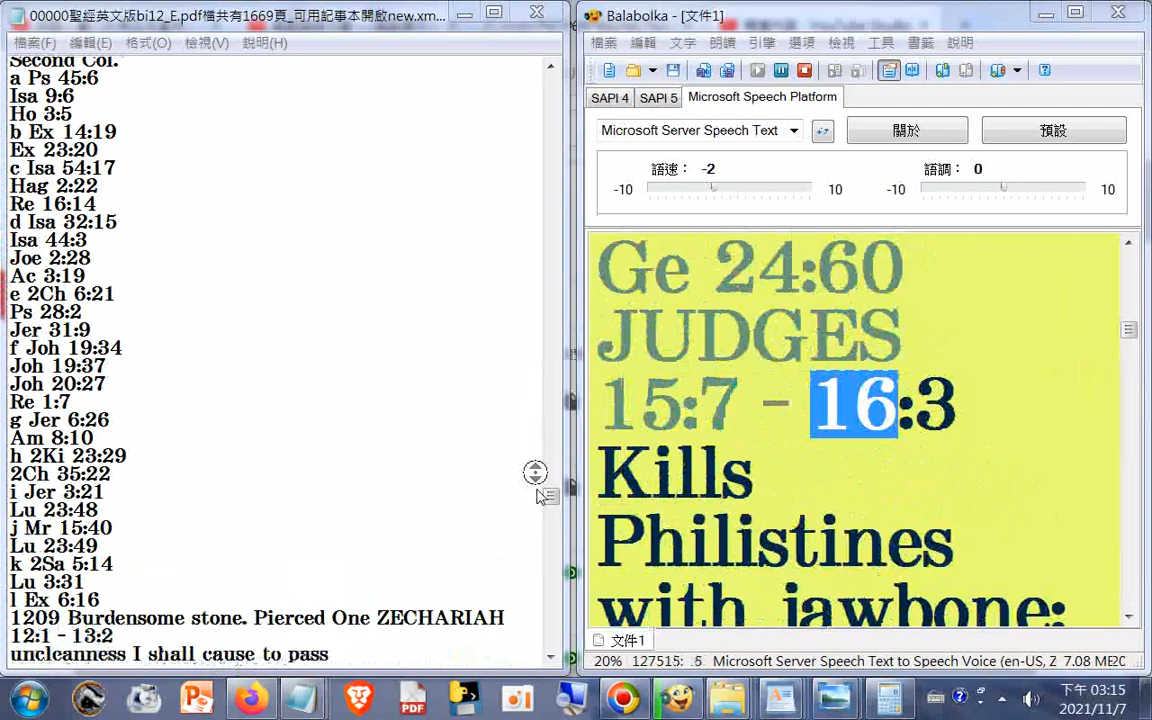 00000聖經英文版bi12_E.pdf檔共有1669頁_可用記事本開啟new.xm...
檔案(F) 編輯(E) 格式(O) 檢視(V) 說明(H)
Second Col.
a Ps 45:6
Isa 9:6
Ho 3:5
b Ex 14:19
Ex 23:20
c Isa 54:17
Hag 2:22
Re 16:14
d Isa 32:15
Isa 44:3
Joe 2:28
Ac 3:19
e 2Ch 6:21
Ps 28:2
Jer 31:9
f Joh 19:34
Joh 19:37
Joh 20:27
Re 1:7
g Jer 6:26
Am 8:10
h 2Ki 23:29
2Ch 35:22
i Jer 3:21
Lu 23:48
j Mr 15:40
Lu 23:49
k 2Sa 5:14
Lu 3:31
l Ex 6:16
1209 Burdensome stone. Pierced One ZECHARIAH
12:1 – 13:2
uncleanness I shall cause to pass
Balabolka - [文件1]
檔案 編輯 文字 朗讀 引擎 選項 檢視 工具 書籤 說明
SAPI 4 SAPI 5 Microsoft Speech Platform
Microsoft Server Speech Text 關於 預設
語速： -2 語調： 0
-10 10 -10 10
Ge 24:60
JUDGES
15:7 – 16:3
Kills
Philistines
with jawbone;
文件1
20% 127515: 5 Microsoft Server Speech Text to Speech Voice (en-US, Z 7.08 ME20
下午 03:15
2021/11/7